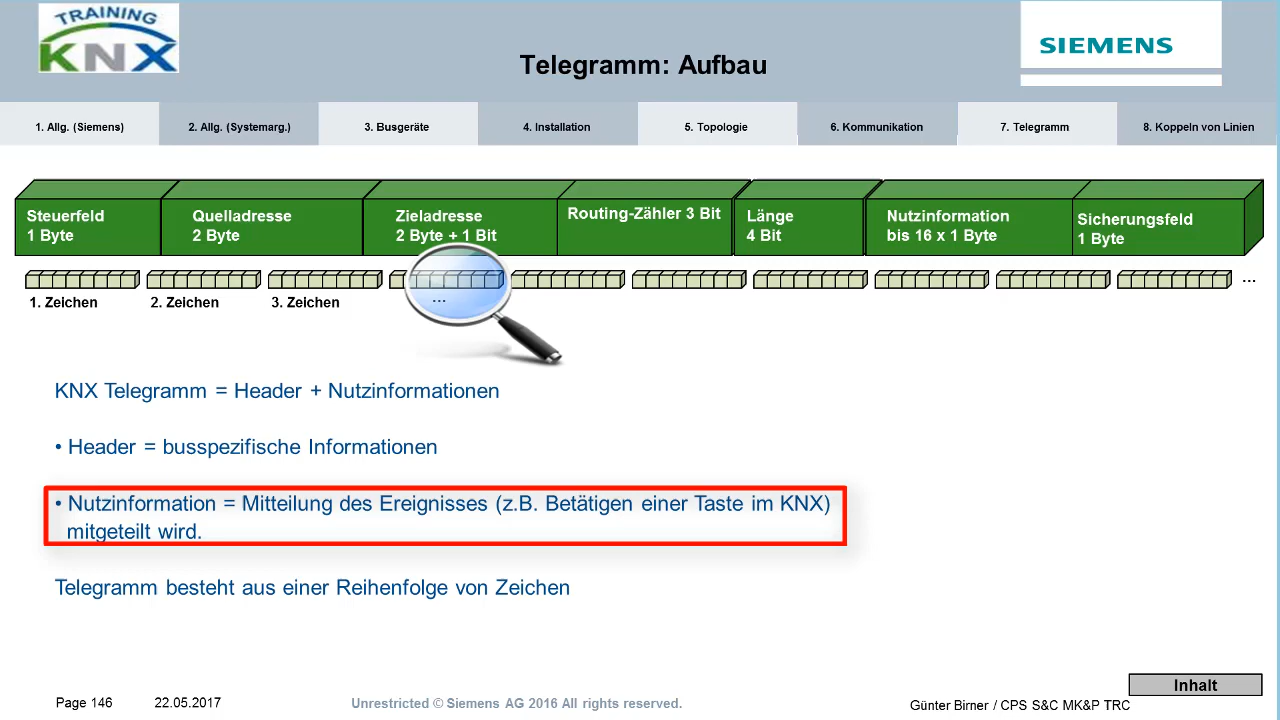 TRAINING
KNX
SIEMENS
Telegramm: Aufbau
1. Allg. (Siemens)
2. Allg. (Systemarg.)
3. Busgeräte
4. Installation
5. Topologie
6. Kommunikation
7. Telegramm
8. Koppeln von Linien
Steuerfeld
1 Byte
Quelladresse
2 Byte
Zieladresse
2 Byte + 1 Bit
Routing-Zähler 3 Bit
Länge
4 Bit
Nutzinformation
bis 16 x 1 Byte
Sicherungsfeld
1 Byte
...
1. Zeichen
2. Zeichen
3. Zeichen
...
KNX Telegramm = Header + Nutzinformationen
• Header = busspezifische Informationen
• Nutzinformation = Mitteilung des Ereignisses (z.B. Betätigen einer Taste im KNX)
mitgeteilt wird.
Telegramm besteht aus einer Reihenfolge von Zeichen
Inhalt
Page 146
22.05.2017
Unrestricted © Siemens AG 2016 All rights reserved.
Günter Birner / CPS S&C MK&P TRC